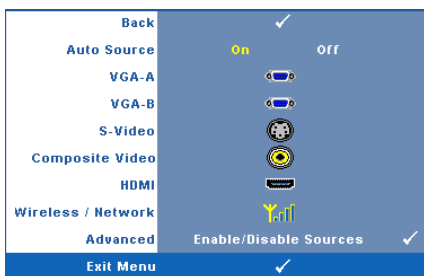 Back
Auto Source On Off
VGA-A
VGA-B
S-Video
Composite Video
HDMI
Wireless / Network
Advanced Enable/Disable Sources
Exit Menu